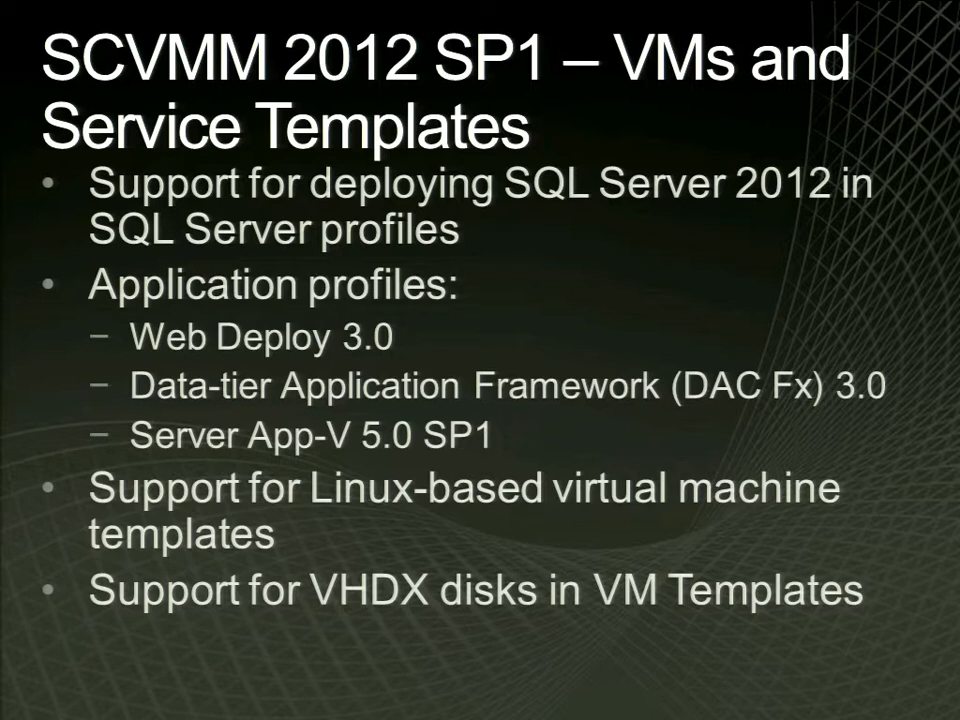 SCVMM 2012 SP1 – VMs and
Service Templates
• Support for deploying SQL Server 2012 in
SQL Server profiles
• Application profiles:
− Web Deploy 3.0
− Data-tier Application Framework (DAC Fx) 3.0
− Server App-V 5.0 SP1
• Support for Linux-based virtual machine
templates
• Support for VHDX disks in VM Templates